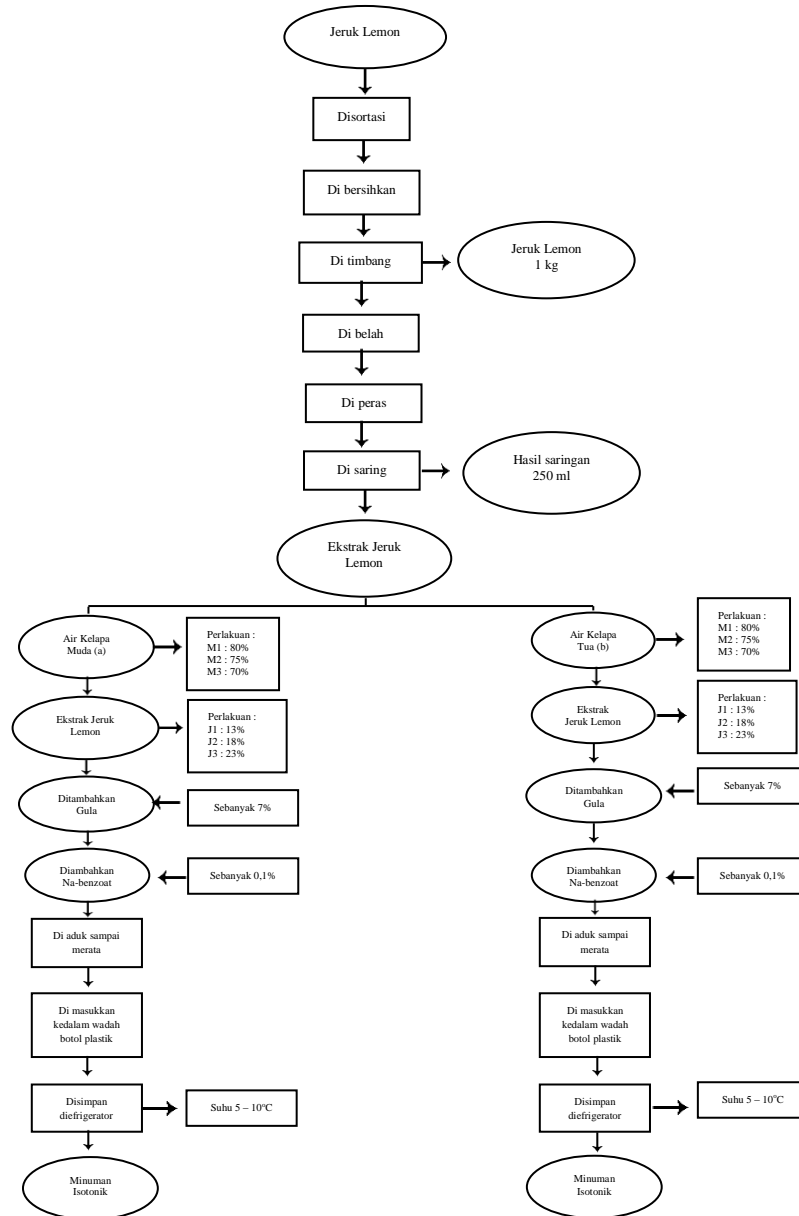 Jeruk Lemon
Disortasi
Di bersihkan
Di timbang
Jeruk Lemon
1 kg
Di belah
Di peras
Di saring
Hasil saringan
250 ml
Ekstrak Jeruk
Lemon
Air Kelapa
Muda (a)
Perlakuan :
M1 : 80%
M2 : 75%
M3 : 70%
Ekstrak Jeruk
Lemon
Perlakuan :
J1 : 13%
J2 : 18%
J3 : 23%
Ditambahkan
Gula
Sebanyak 7%
Diambahkan
Na-benzoat
Sebanyak 0,1%
Di aduk sampai
merata
Di masukkan
kedalam wadah
botol plastik
Disimpan
diefrigerator
Suhu 5 – 10°C
Minuman
Isotonik
Air Kelapa
Tua (b)
Perlakuan :
M1 : 80%
M2 : 75%
M3 : 70%
Ekstrak
Jeruk Lemon
Perlakuan :
J1 : 13%
J2 : 18%
J3 : 23%
Ditambahkan
Gula
Sebanyak 7%
Diambahkan
Na-benzoat
Sebanyak 0,1%
Di aduk sampai
merata
Di masukkan
kedalam wadah
botol plastik
Disimpan
diefrigerator
Suhu 5 – 10°C
Minuman
Isotonik